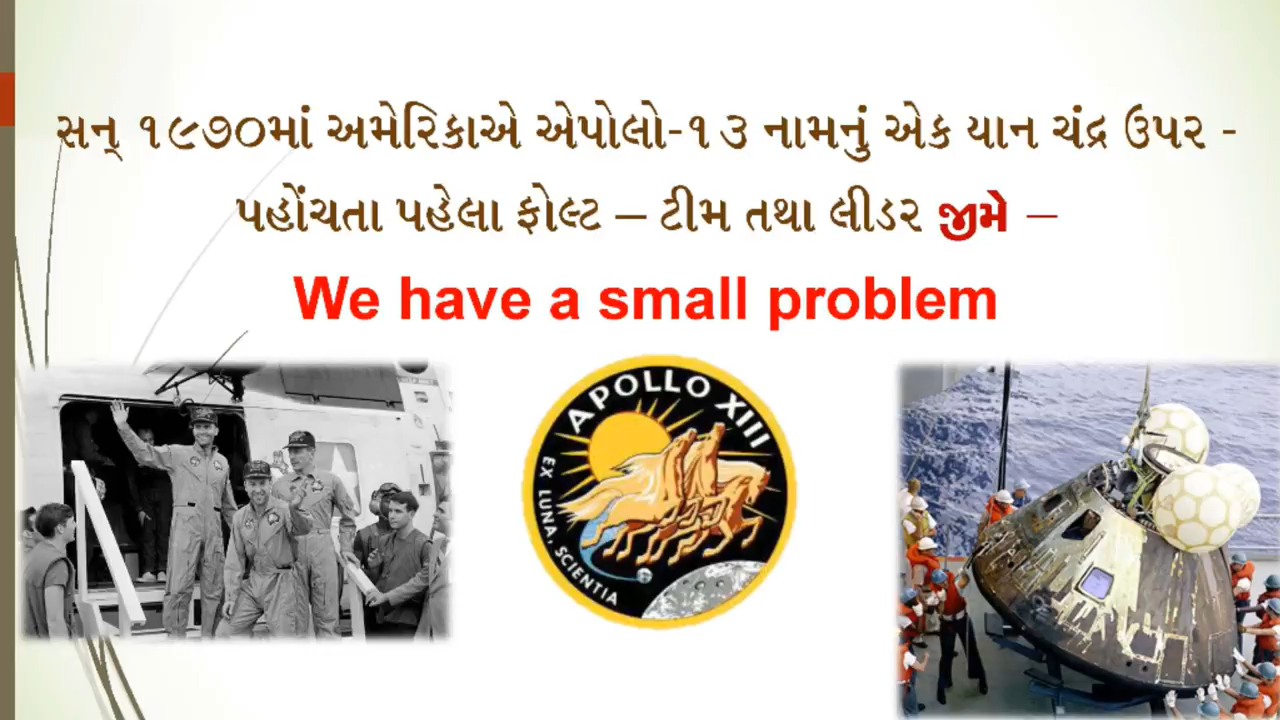 સન્ ૧૯૭૦માં અમેરિકાએ એપોલો-૧૩ નામનું એક યાન ચંદ્ર ઉપર -
પહોંચતા પહેલા ફોલ્ટ – ટીમ તથા લીડર જીમે –
We have a small problem
APOLLO XIII
EX LUNA, SCIENTIA